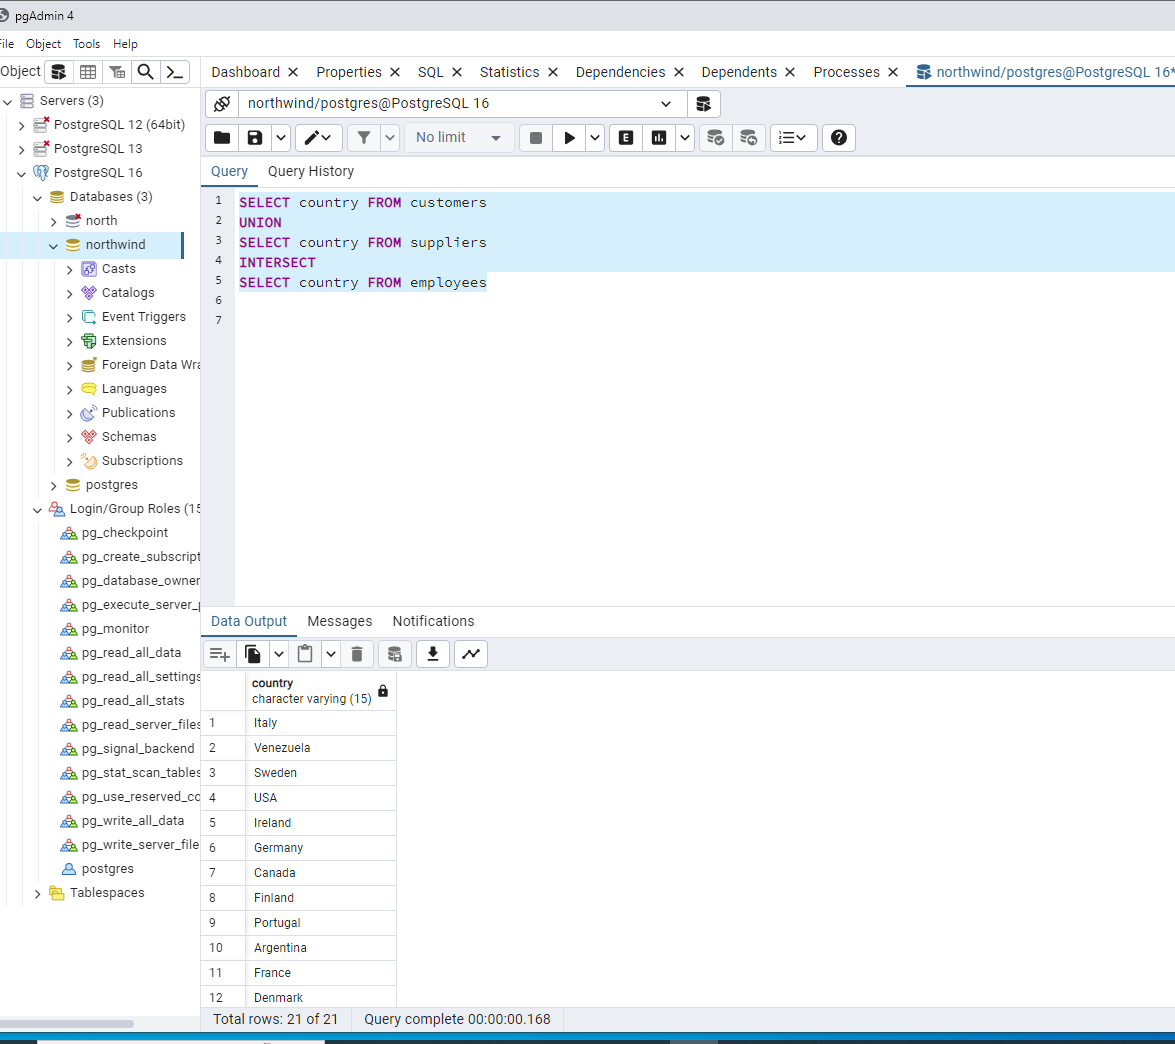 pgAdmin 4
ile Object Tools Help
Object
Dashboard Properties SQL Statistics Dependencies Dependents Processes northwind/postgres@PostgreSQL 16*
Servers (3)
PostgreSQL 12 (64bit)
PostgreSQL 13
PostgreSQL 16
Databases (3)
north
northwind
Casts
Catalogs
Event Triggers
Extensions
Foreign Data Wra
Languages
Publications
Schemas
Subscriptions
postgres
Login/Group Roles (15
pg_checkpoint
pg_create_subscript
pg_database_owner
pg_execute_server_p
pg_monitor
pg_read_all_data
pg_read_all_settings
pg_read_all_stats
pg_read_server_files
pg_signal_backend
pg_stat_scan_tables
pg_use_reserved_co
pg_write_all_data
pg_write_server_file
postgres
Tablespaces
northwind/postgres@PostgreSQL 16
No limit
E
Query Query History
1 SELECT country FROM customers
2 UNION
3 SELECT country FROM suppliers
4 INTERSECT
5 SELECT country FROM employees
6
7
Data Output Messages Notifications
country
character varying (15)
1 Italy
2 Venezuela
3 Sweden
4 USA
5 Ireland
6 Germany
7 Canada
8 Finland
9 Portugal
10 Argentina
11 France
12 Denmark
Total rows: 21 of 21 Query complete 00:00:00.168